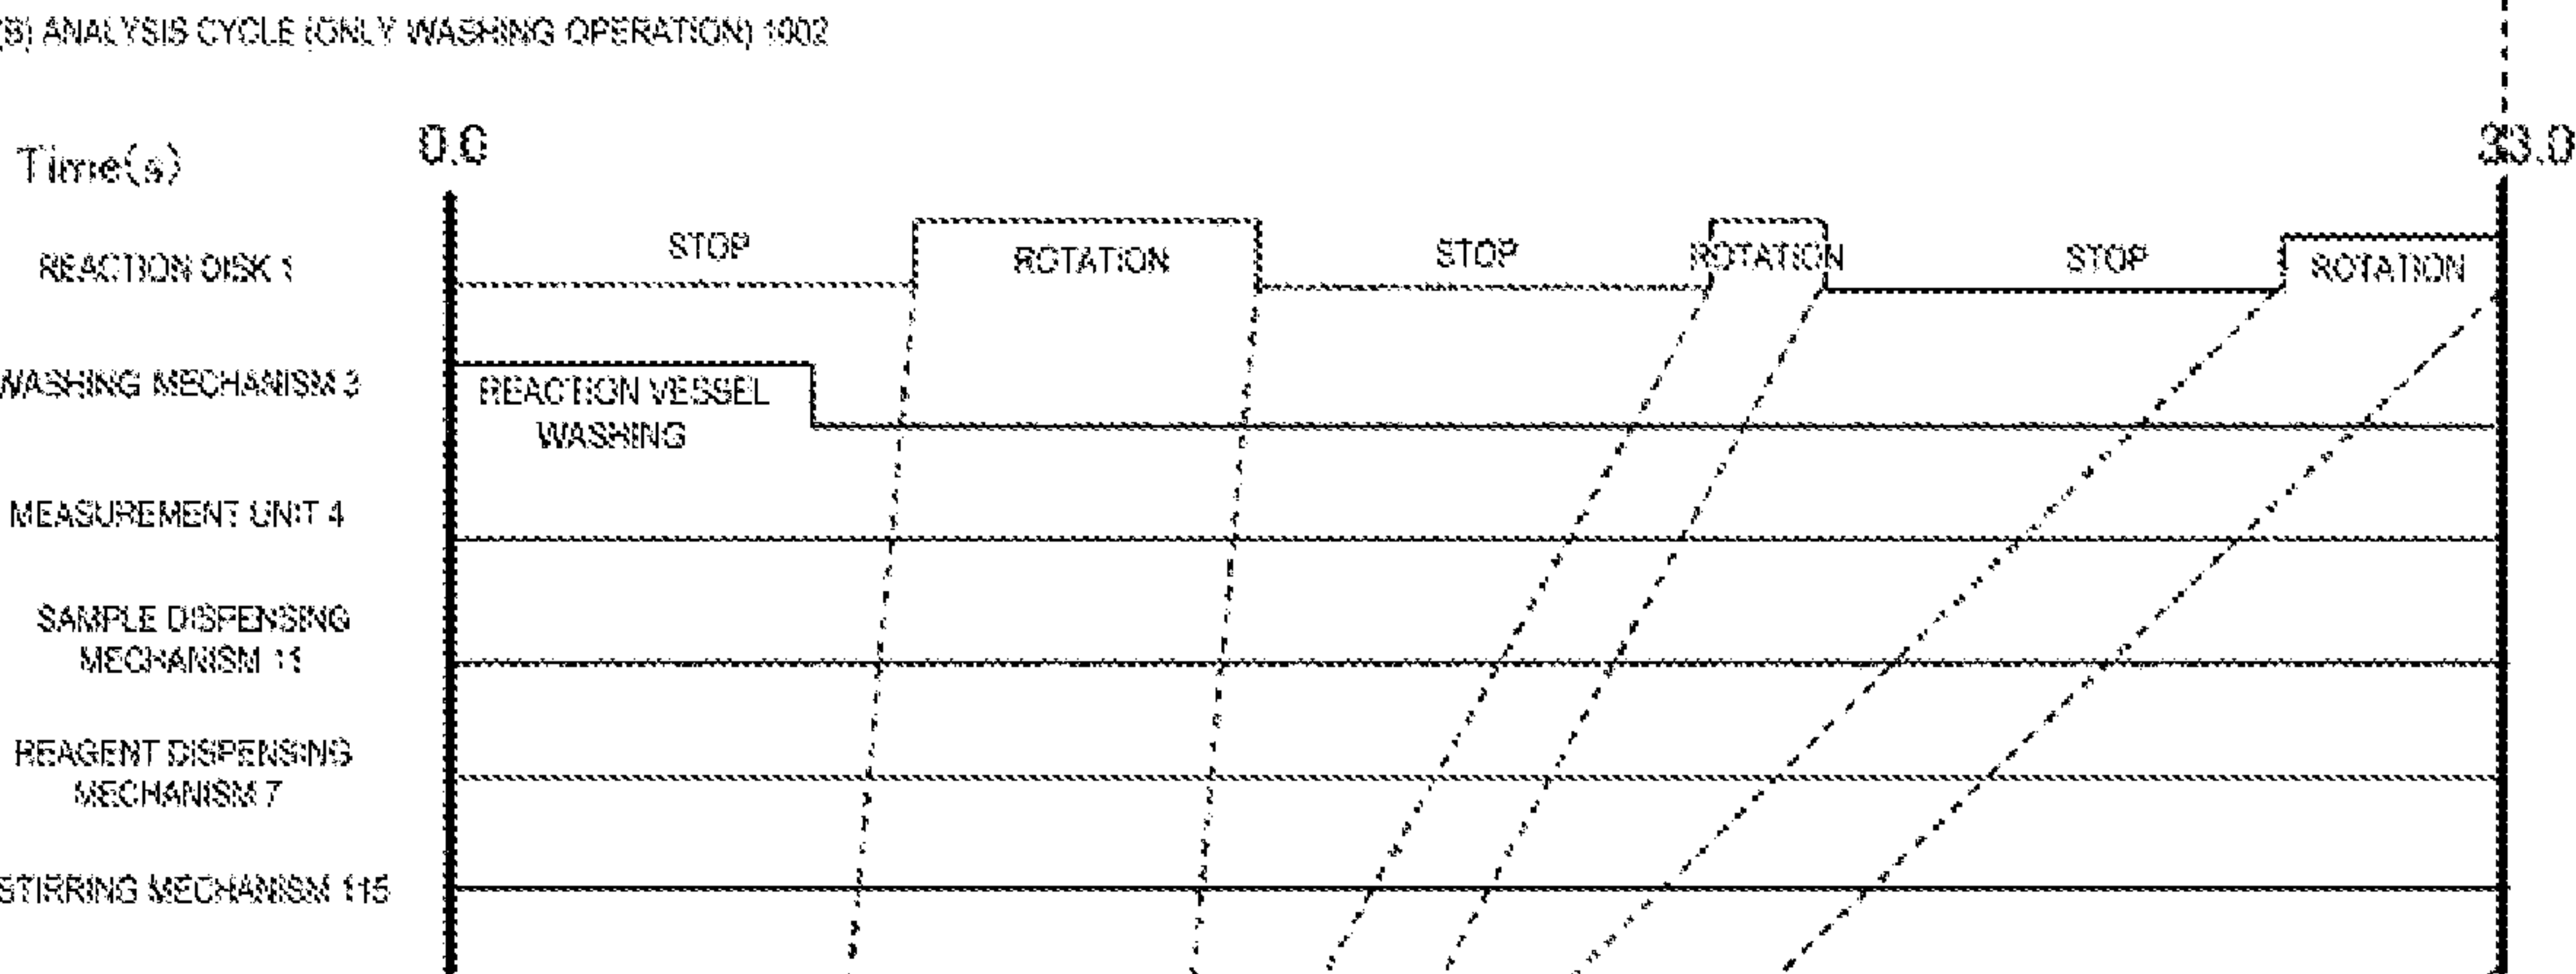 (B) ANALYSIS CYCLE (ONLY WASHING OPERATION) 1002
Time(s)
0.0
REACTION DISK 1
STOP
ROTATION
STOP
ROTATION
STOP
ROTATION
WASHING MECHANISM 3
REACTION VESSEL
WASHING
MEASUREMENT UNIT 4
SAMPLE DISPENSING
MECHANISM 11
REAGENT DISPENSING
MECHANISM 7
STIRRING MECHANISM 115